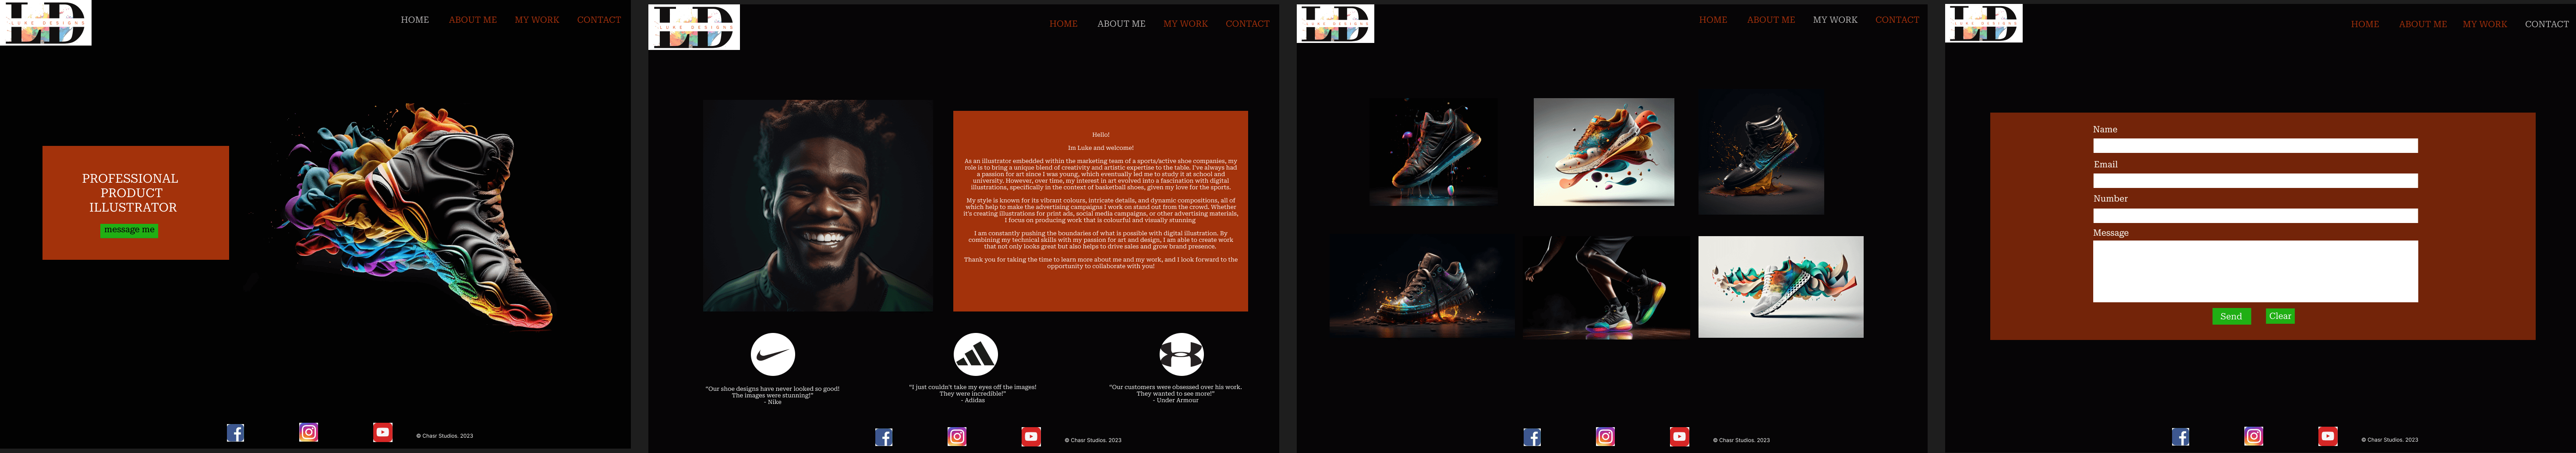 LD
LUKE DESIGNS
HOME
ABOUT ME
MY WORK
CONTACT
PROFESSIONAL
PRODUCT
ILLUSTRATOR
message me
© Chasr Studios. 2023
LD
LUKE DESIGNS
HOME
ABOUT ME
MY WORK
CONTACT
Hello!
Im Luke and welcome!
As an illustrator embedded within the marketing team of a sports/active shoe companies, my
role is to bring a unique blend of creativity and artistic expertise to the table. I've always had
a passion for art since I was young, which eventually led me to study it at school and
university. However, over time, my interest in art evolved into a fascination with digital
illustrations, specifically in the context of basketball shoes, given my love for the sports.
My style is known for its vibrant colours, intricate details, and dynamic compositions, all of
which help to make the advertising campaigns I work on stand out from the crowd. Whether
it's creating illustrations for print ads, social media campaigns, or other advertising materials,
I focus on producing work that is colourful and visually stunning
I am constantly pushing the boundaries of what is possible with digital illustration. By
combining my technical skills with my passion for art and design, I am able to create work
that not only looks great but also helps to drive sales and grow brand presence.
Thank you for taking the time to learn more about me and my work, and I look forward to the
opportunity to collaborate with you!
"Our shoe designs have never looked so good!
The images were stunning!"
- Nike
"I just couldn't take my eyes off the images!
They were incredible!"
- Adidas
"Our customers were obsessed over his work.
They wanted to see more!"
- Under Armour
© Chasr Studios. 2023
LD
LUKE DESIGNS
HOME
ABOUT ME
MY WORK
CONTACT
© Chasr Studios. 2023
LD
LUKE DESIGNS
HOME
ABOUT ME
MY WORK
CONTACT
Name
Email
Number
Message
Send
Clear
© Chasr Studios. 2023